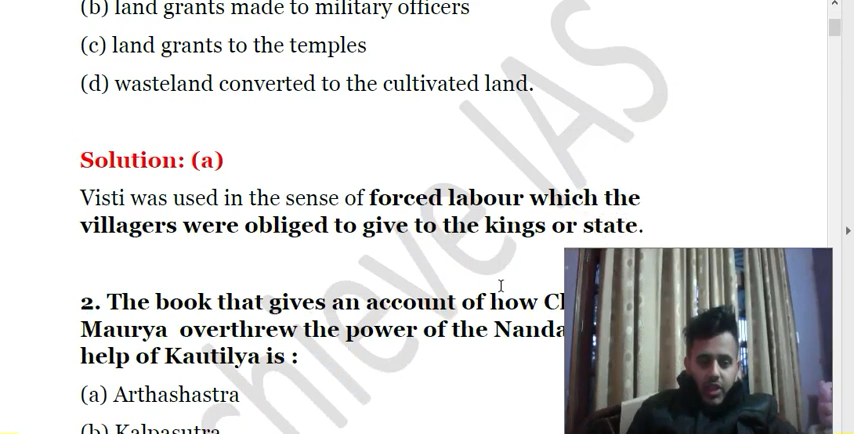 (b) land grants made to military officers
(c) land grants to the temples
(d) wasteland converted to the cultivated land.
Solution: (a)
Visti was used in the sense of forced labour which the
villagers were obliged to give to the kings or state.
2. The book that gives an account of how
Maurya overthrew the power of the Nanda
help of Kautilya is :
(a) Arthashastra
(b) Kalpasutra
chieve IAS